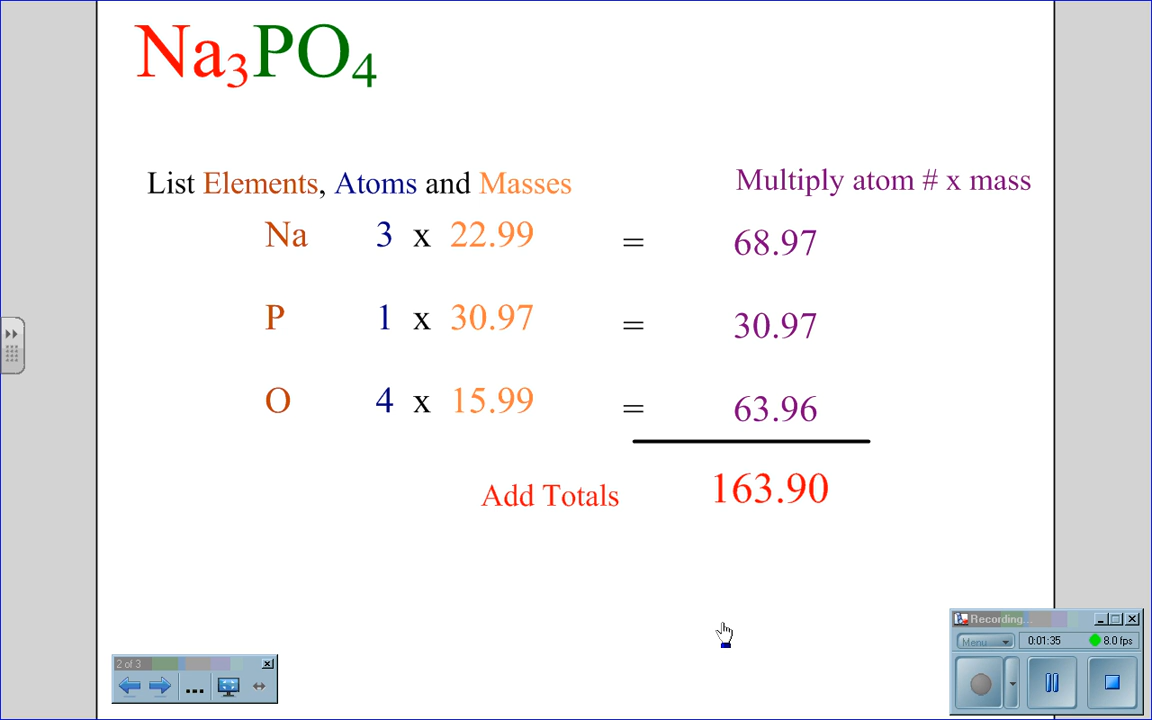 Na₃PO₄
List Elements, Atoms and Masses
Multiply atom # x mass
Na 3 x 22.99 = 68.97
P 1 x 30.97 = 30.97
O 4 x 15.99 = 63.96
Add Totals 163.90
2 of 3
...
Recording...
Menu 0:01:35 8.0 fps